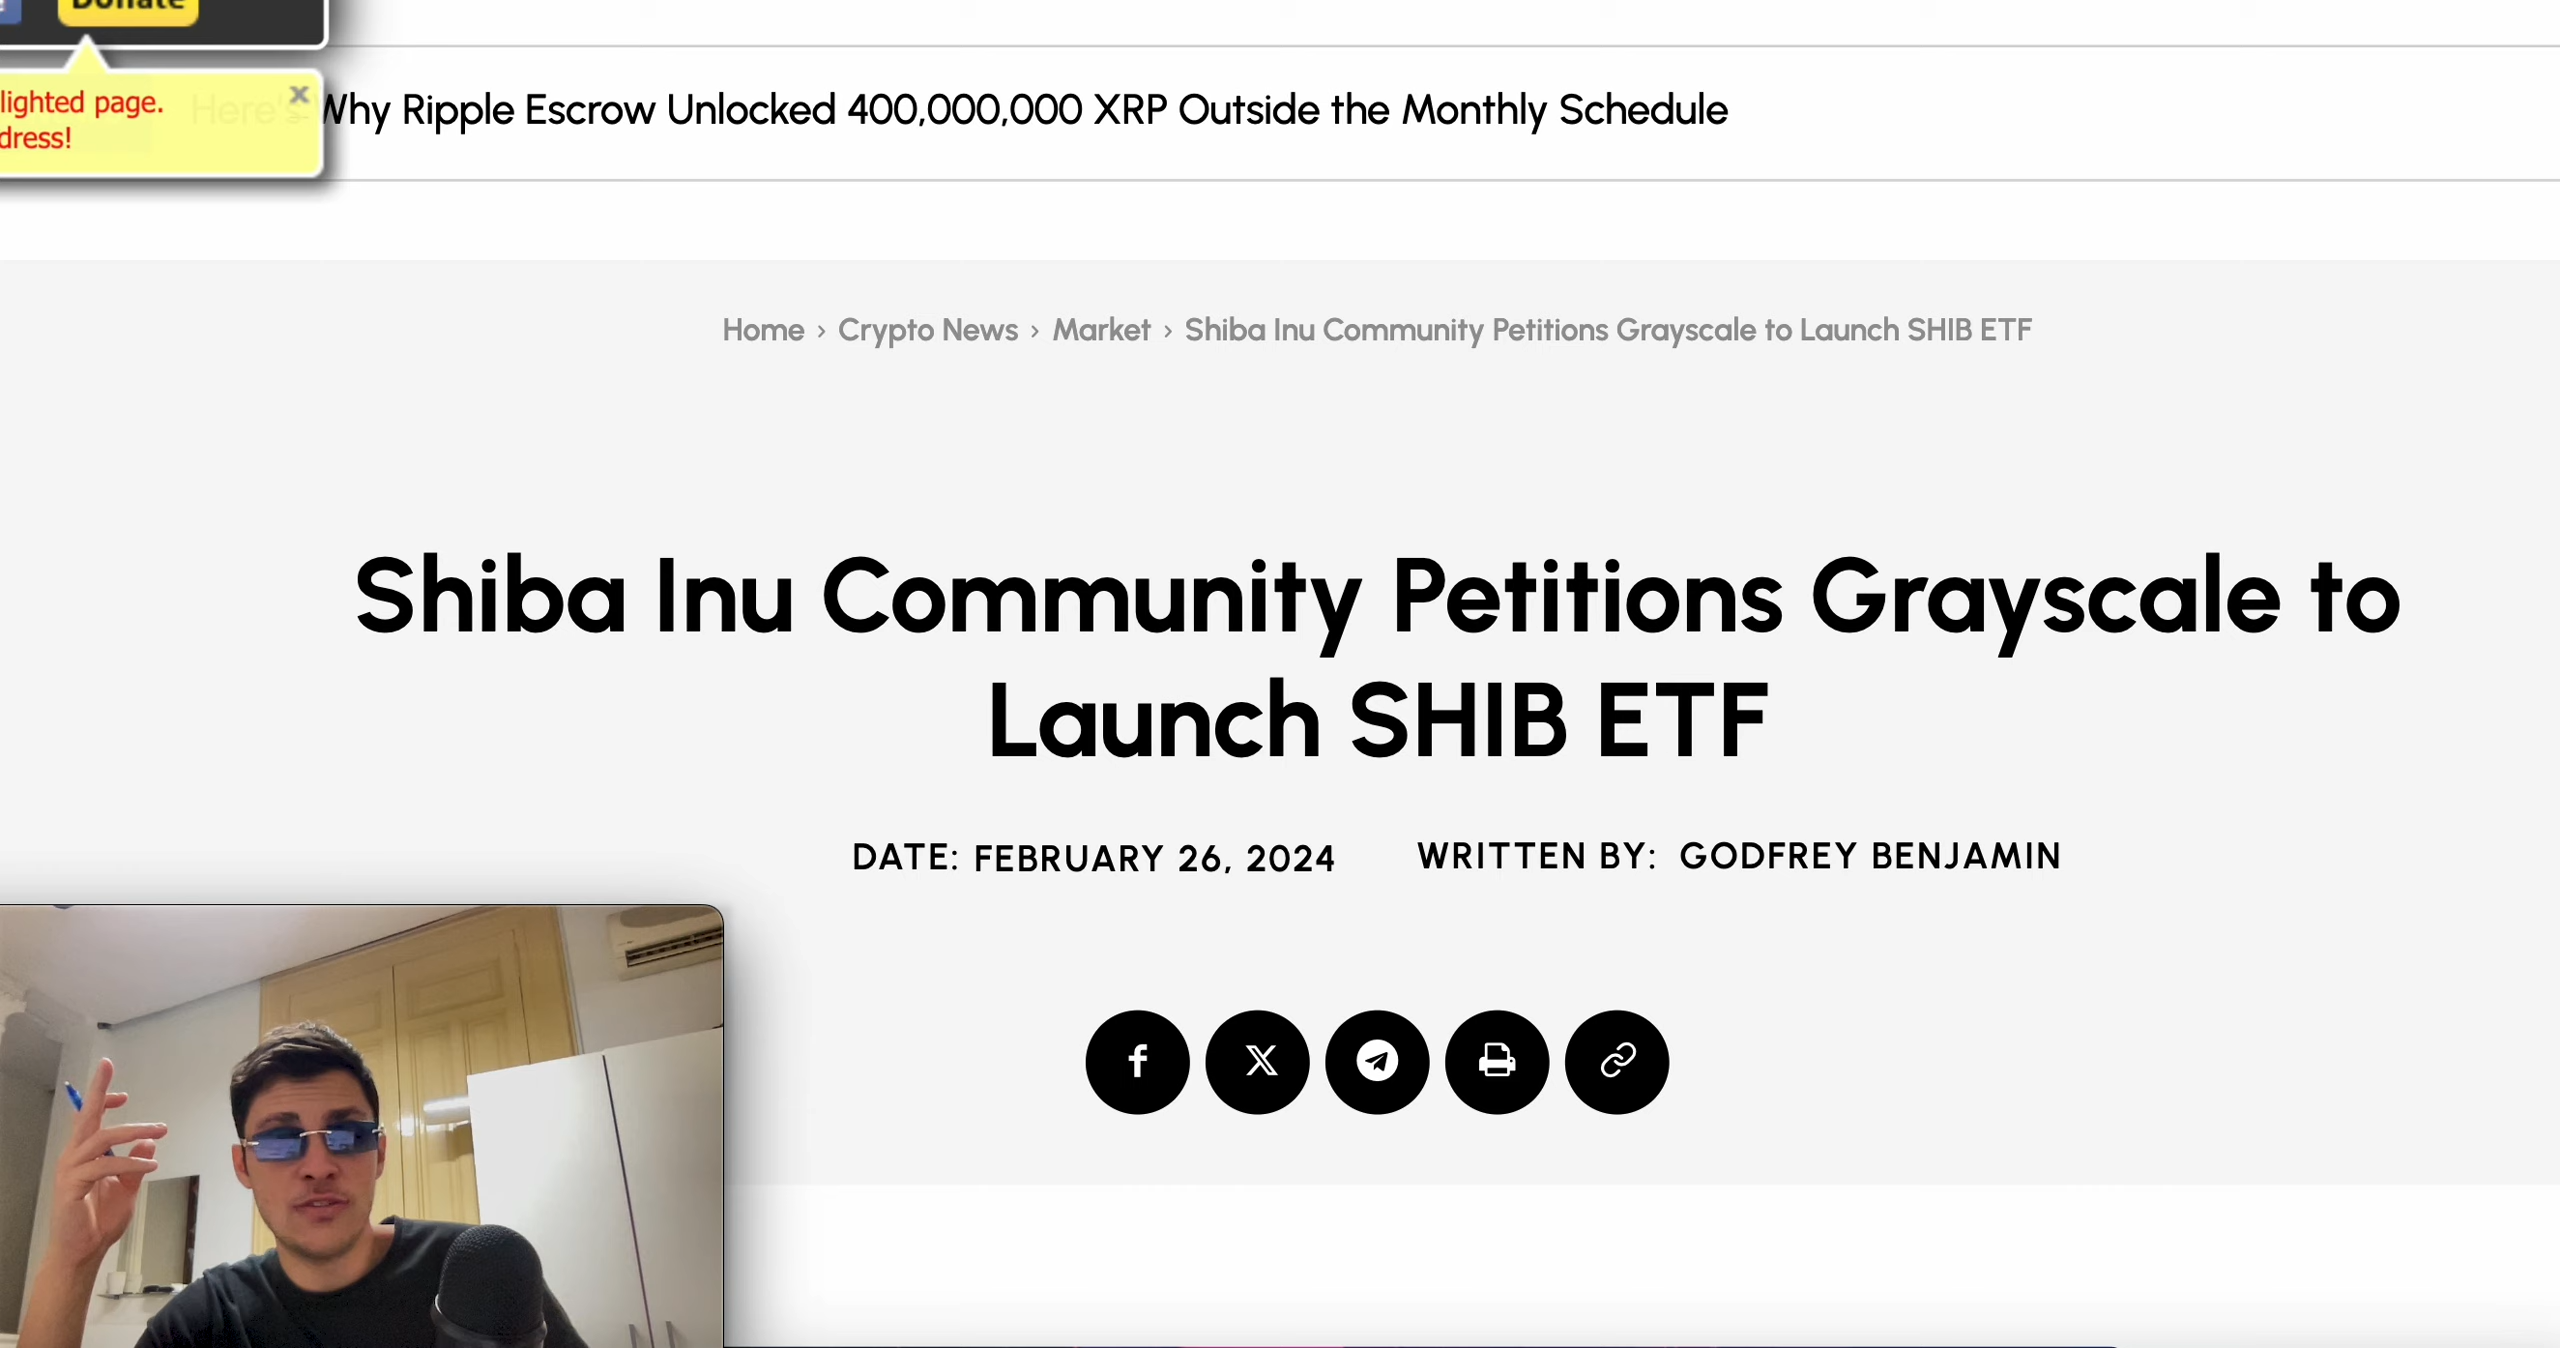 Donate
lighted page.
dress!
Here's Why Ripple Escrow Unlocked 400,000,000 XRP Outside the Monthly Schedule
Home › Crypto News › Market › Shiba Inu Community Petitions Grayscale to Launch SHIB ETF
Shiba Inu Community Petitions Grayscale to
Launch SHIB ETF
DATE: FEBRUARY 26, 2024 WRITTEN BY: GODFREY BENJAMIN